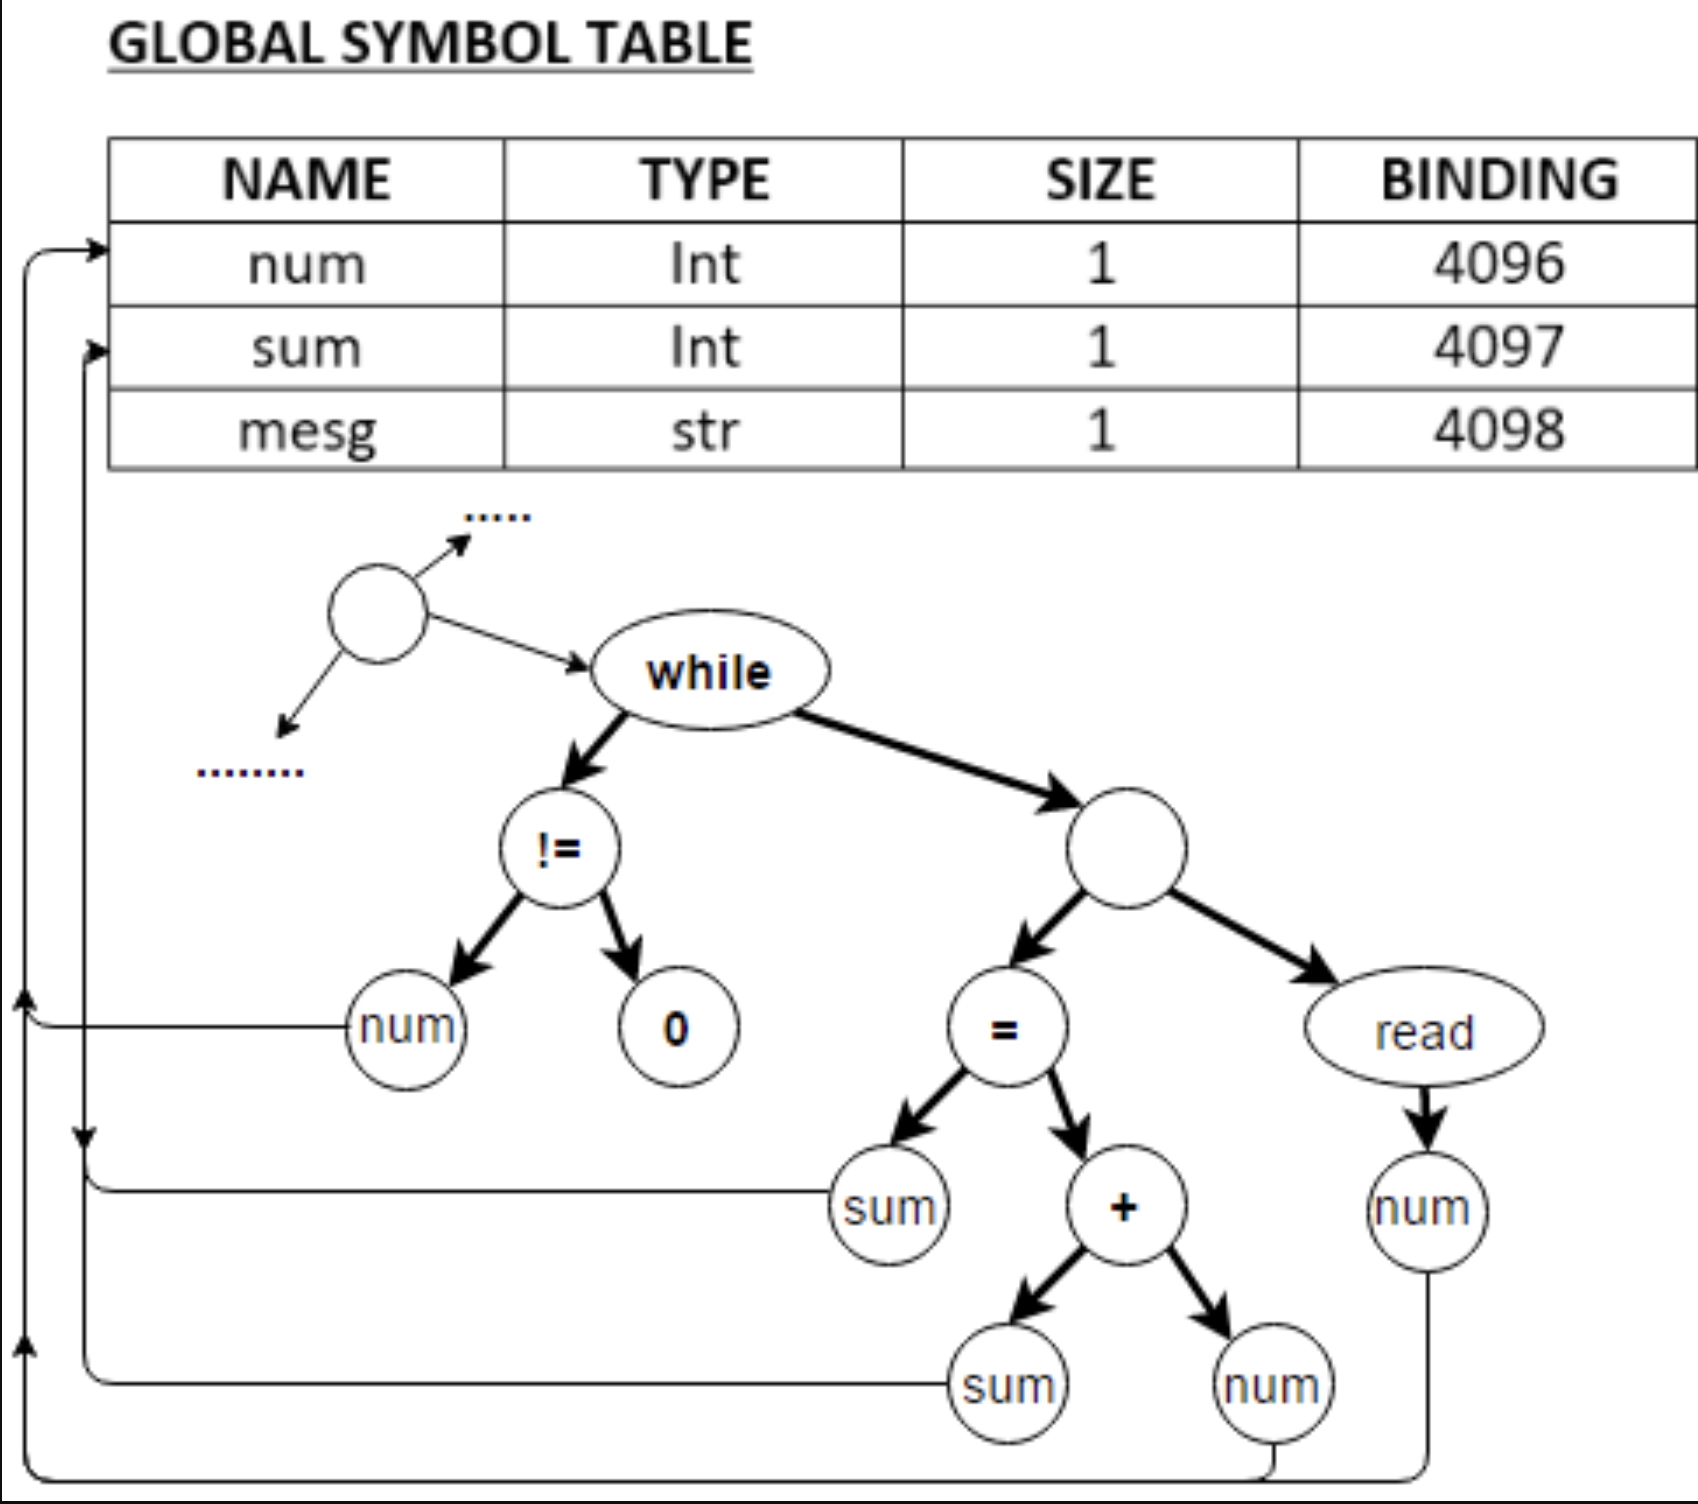 GLOBAL SYMBOL TABLE
NAME TYPE SIZE BINDING
num Int 1 4096
sum Int 1 4097
mesg str 1 4098
.....
while
........
!=
num 0 = read
sum + num
sum num